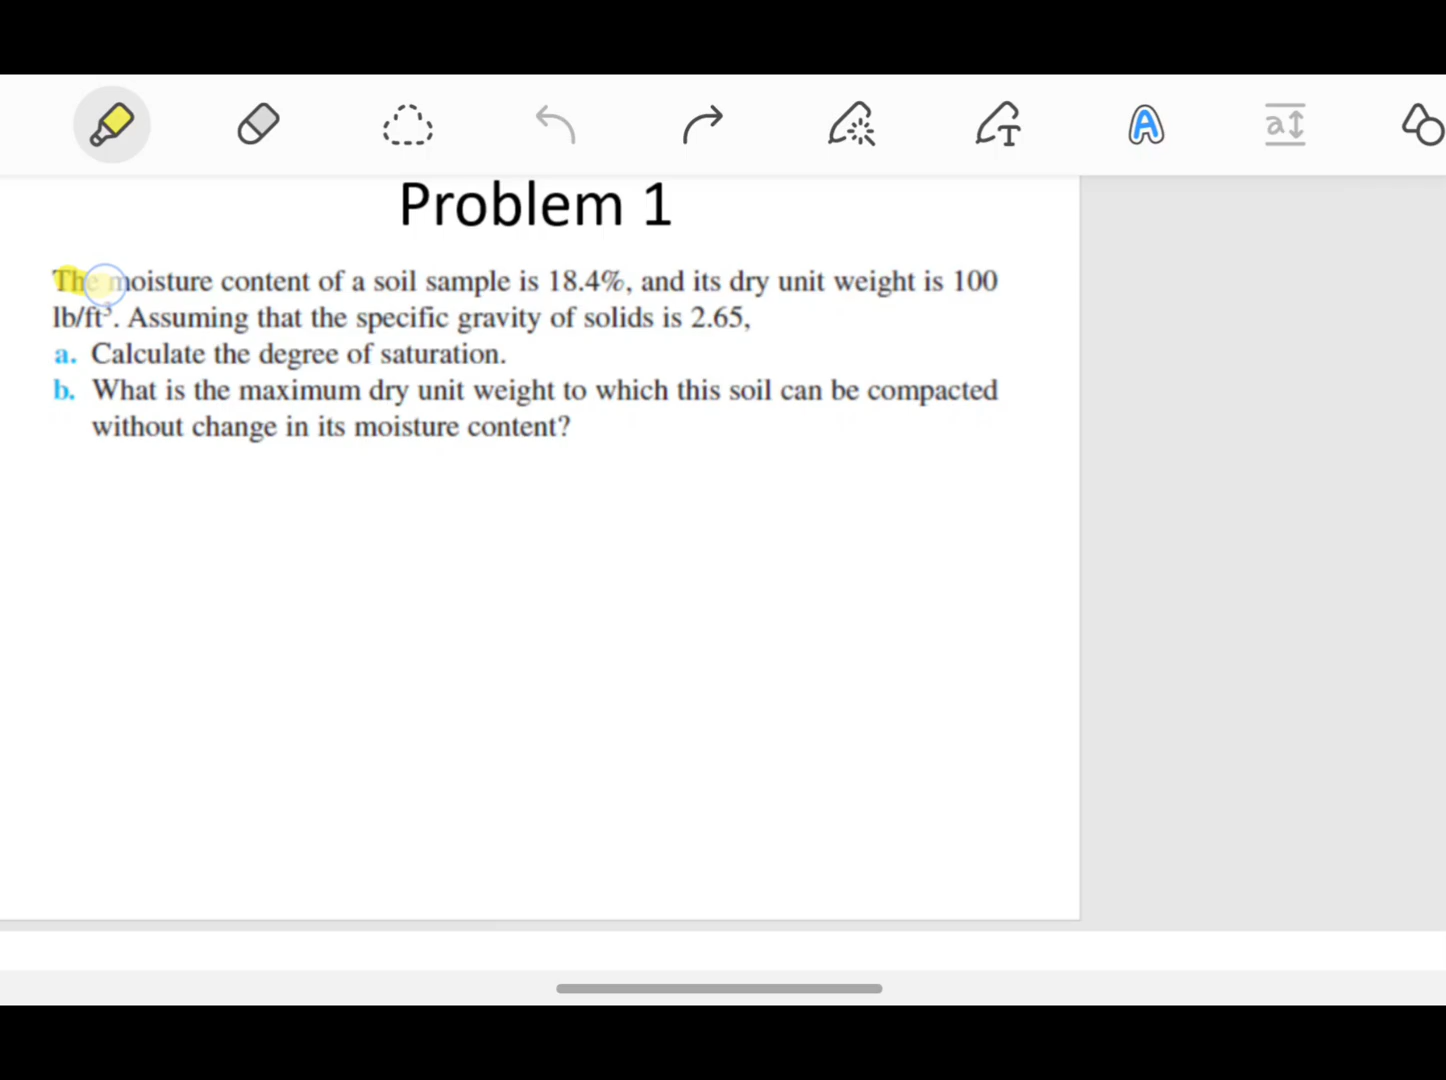 A
a
T
Problem 1
The moisture content of a soil sample is 18.4%, and its dry unit weight is 100
lb/ft³. Assuming that the specific gravity of solids is 2.65,
a. Calculate the degree of saturation.
b. What is the maximum dry unit weight to which this soil can be compacted
without change in its moisture content?